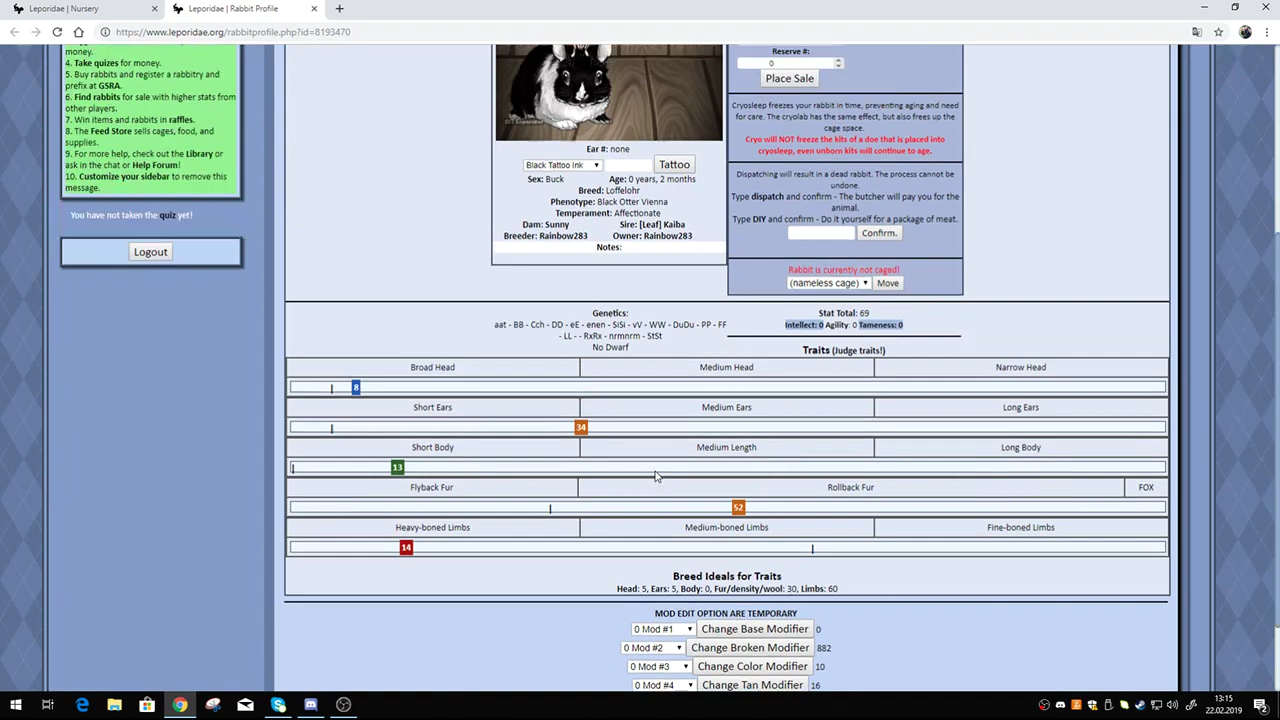 Leporidae | Nursery
Leporidae | Rabbit Profile
https://www.leporidae.org/rabbitprofile.php?id=8193470
money.
4. Take quizes for money.
5. Buy rabbits and register a rabbitry and
prefix at GSRA.
6. Find rabbits for sale with higher stats from
other players.
7. Win items and rabbits in raffles.
8. The Feed Store sells cages, food, and
supplies.
9. For more help, check out the Library or
ask in the chat or Help Forum!
10. Customize your sidebar to remove this
message.
You have not taken the quiz yet!
Logout
Ear #: none
Black Tattoo Ink
Tattoo
Sex: Buck Age: 0 years, 2 months
Breed: Loffelohr
Phenotype: Black Otter Vienna
Temperament: Affectionate
Dam: Sunny Sire: [Leaf] Kaiba
Breeder: Rainbow283 Owner: Rainbow283
Notes:
Reserve #:
0
Place Sale
Cryosleep freezes your rabbit in time, preventing aging and need
for care. The cryolab has the same effect, but also frees up the
cage space.
Cryo will NOT freeze the kits of a doe that is placed into
cryosleep, even unborn kits will continue to age.
Dispatching will result in a dead rabbit. The process cannot be
undone.
Type dispatch and confirm - The butcher will pay you for the
animal.
Type DIY and confirm - Do it yourself for a package of meat.
Confirm.
Rabbit is currently not caged!
(nameless cage)
Move
Genetics:
aat - BB - Cch - DD - eE - enen - SiSi - vV - WW - DuDu - PP - FF
- LL - - RxRx - nrmnrm - StSt
No Dwarf
Stat Total: 69
Intellect: 0 Agility: 0 Tameness: 0
Traits (Judge traits!)
Broad Head Medium Head Narrow Head
8
Short Ears Medium Ears Long Ears
34
Short Body Medium Length Long Body
13
Flyback Fur Rollback Fur FOX
52
Heavy-boned Limbs Medium-boned Limbs Fine-boned Limbs
14
Breed Ideals for Traits
Head: 5, Ears: 5, Body: 0, Fur/density/wool: 30, Limbs: 60
MOD EDIT OPTION ARE TEMPORARY
0 Mod #1 Change Base Modifier 0
0 Mod #2 Change Broken Modifier 882
0 Mod #3 Change Color Modifier 10
0 Mod #4 Change Tan Modifier 16
13:15
22.02.2019